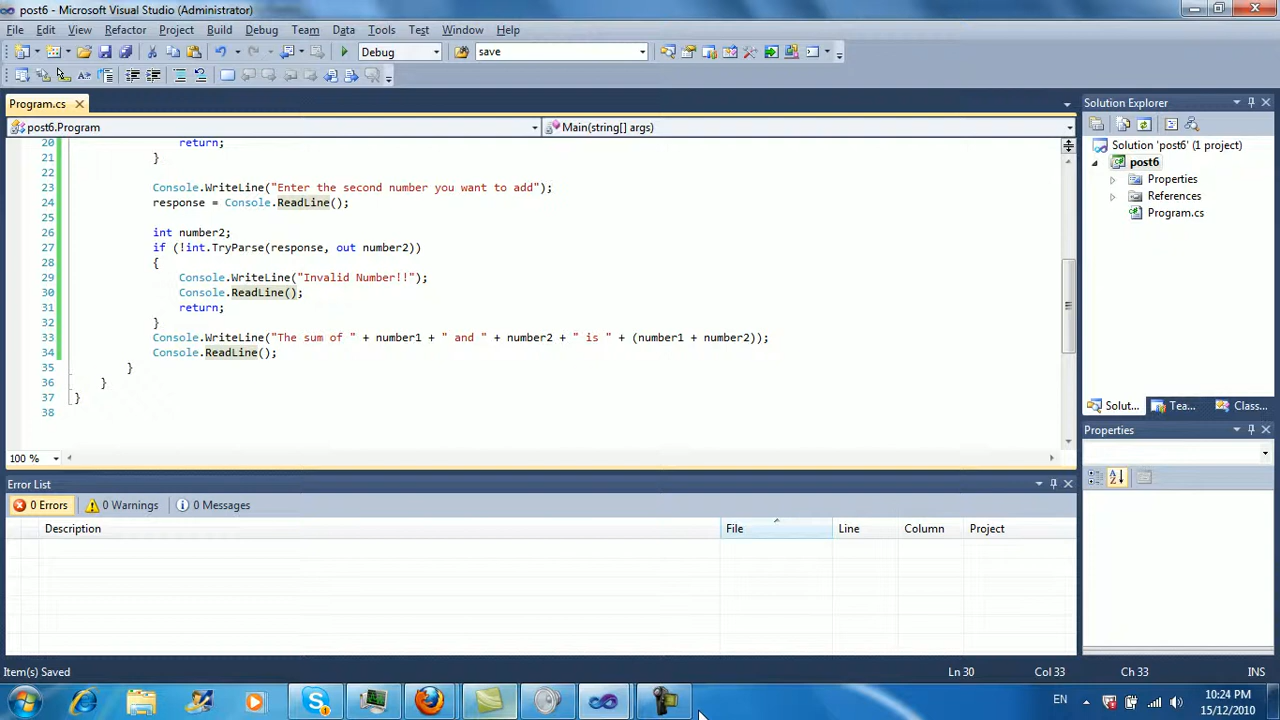 post6 - Microsoft Visual Studio (Administrator)
File Edit View Refactor Project Build Debug Team Data Tools Test Window Help
Debug save
Program.cs
post6.Program Main(string[] args)
20 return;
21 }
22
23 Console.WriteLine("Enter the second number you want to add");
24 response = Console.ReadLine();
25
26 int number2;
27 if (!int.TryParse(response, out number2))
28 {
29 Console.WriteLine("Invalid Number!!");
30 Console.ReadLine();
31 return;
32 }
33 Console.WriteLine("The sum of " + number1 + " and " + number2 + " is " + (number1 + number2));
34 Console.ReadLine();
35 }
36 }
37 }
38
100 %
Error List
0 Errors 0 Warnings 0 Messages
Description File Line Column Project
Solution Explorer
Solution 'post6' (1 project)
post6
Properties
References
Program.cs
Solut... Tea... Class...
Properties
Item(s) Saved Ln 30 Col 33 Ch 33 INS
EN 10:24 PM
15/12/2010